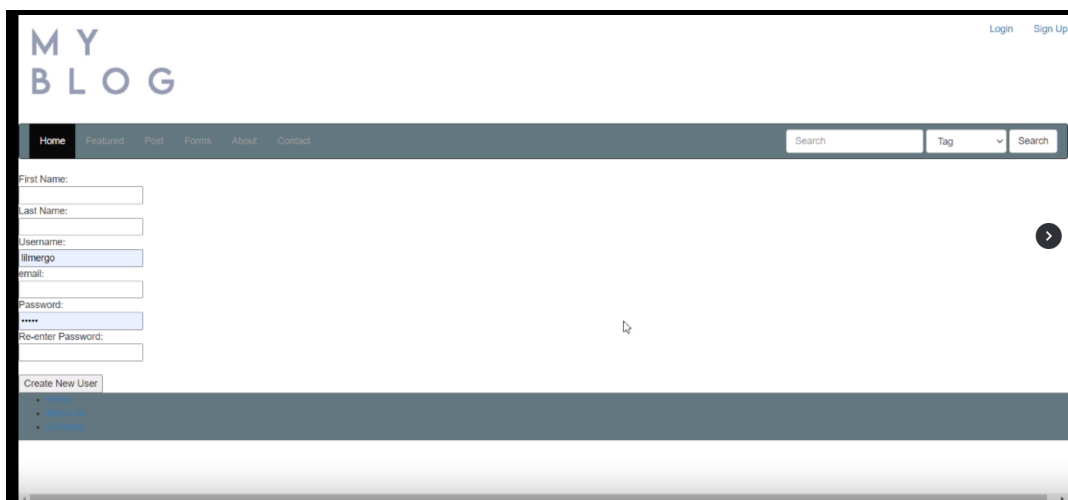 Login Sign Up
M Y
B L O G
Home Featured Post Forms About Contact Search Tag Search
First Name:
Last Name:
Username:
lilmergo
email:
Password:
•••••
Re-enter Password:
Create New User